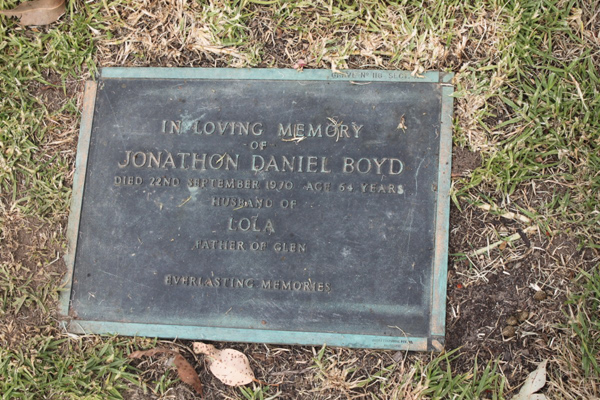 IN LOVING MEMORY
- OF -
JONATHON DANIEL BOYD
DIED 22ND SEPTEMBER 1970 AGE 64 YEARS
HUSBAND OF
LOLA
FATHER OF GLEN
EVERLASTING MEMORIES